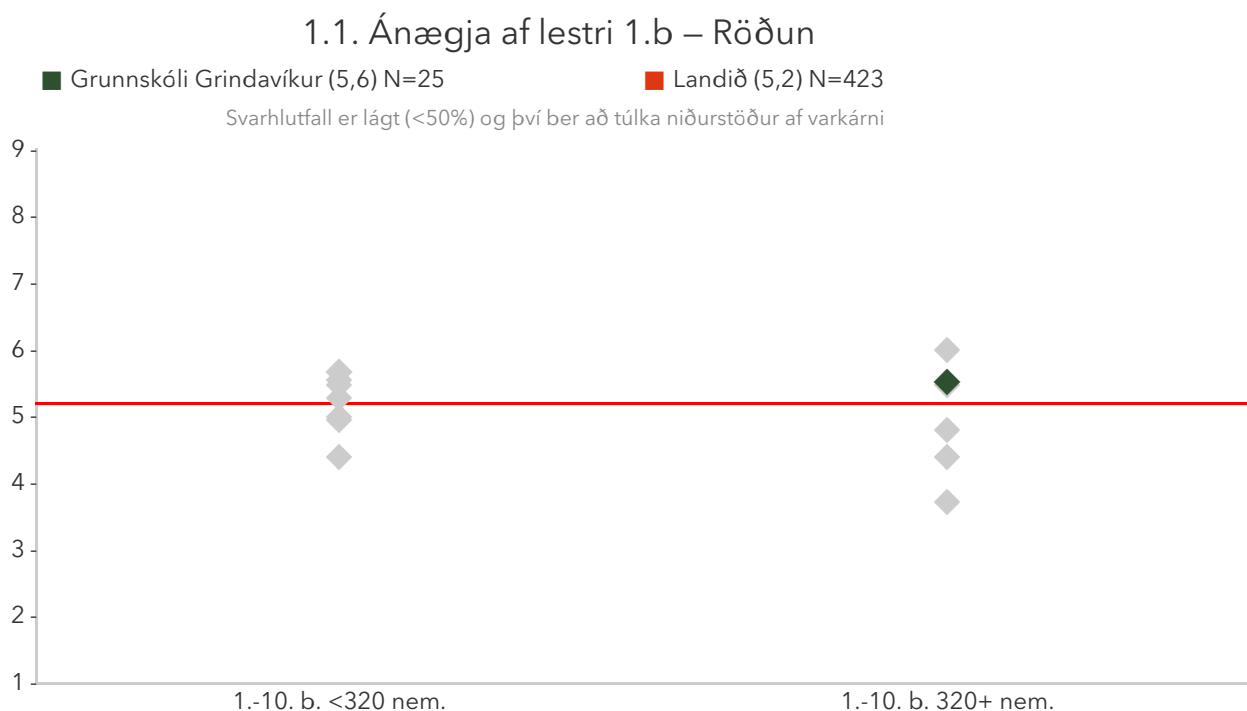 1.1. Ánægja af lestri 1.b – Röðun
Grunnskóli Grindavíkur (5,6) N=25
Landið (5,2) N=423
Svarhlutfall er lágt (<50%) og því ber að túlka niðurstöður af varkárni
9
8
7
6
5
4
3
2
1
1.-10. b. <320 nem.
1.-10. b. 320+ nem.